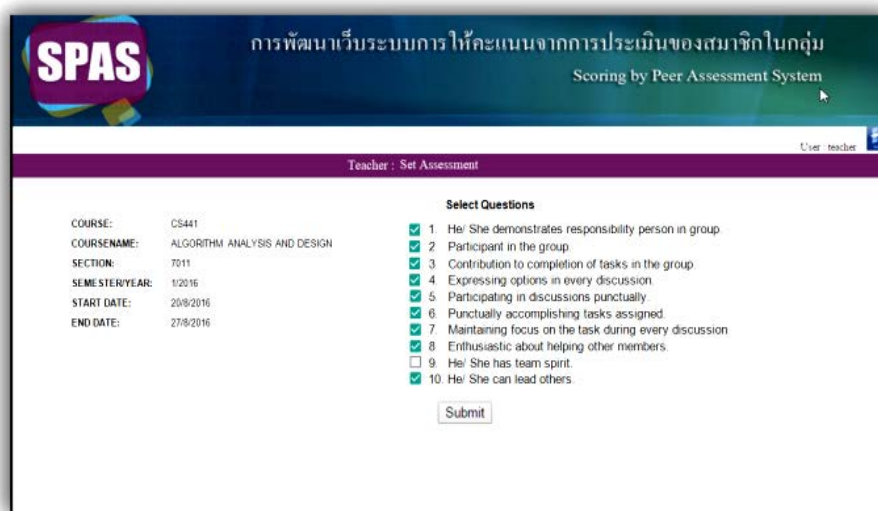 SPAS
การพัฒนาเว็บระบบการให้คะแนนจากการประเมินของสมาชิกในกลุ่ม
Scoring by Peer Assessment System
User : teacher
Teacher : Set Assessment
Select Questions
COURSE: CS441
COURSENAME: ALGORITHM ANALYSIS AND DESIGN
SECTION: 7011
SEMESTER/YEAR: 1/2016
START DATE: 20/8/2016
END DATE: 27/8/2016
1. He/ She demonstrates responsibility person in group.
2. Participant in the group.
3. Contribution to completion of tasks in the group.
4. Expressing options in every discussion.
5. Participating in discussions punctually.
6. Punctually accomplishing tasks assigned.
7. Maintaining focus on the task during every discussion
8. Enthusiastic about helping other members.
9. He/ She has team spirit.
10. He/ She can lead others.
Submit